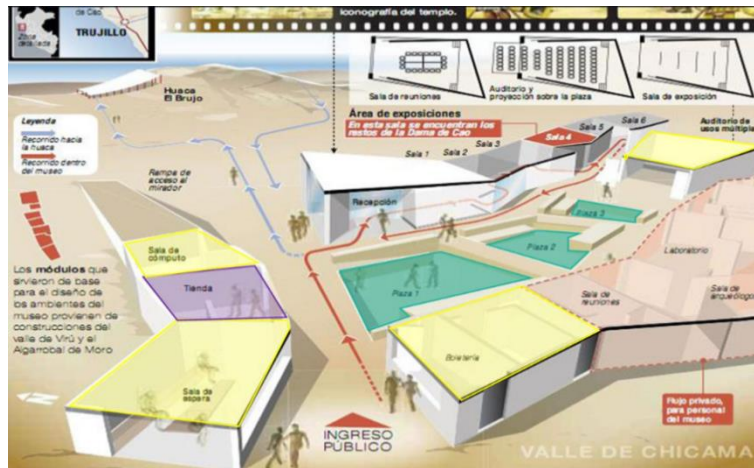 de Cao
TRUJILLO
Zona
iconografía del templo.
Sala de reuniones
Auditorio y
proyección sobre la plaza
Sala de exposición
Huaca
El Brujo
Leyenda
Recorrido hacia
la huaca
Recorrido dentro
del museo
Área de exposiciones
En esta sala se encuentran los
restos de la Dama de Cao
Auditorio de
usos múltiple
Sala 1
Sala 2
Sala 3
Sala 4
Sala 5
Sala 6
Rampa de
acceso al
mirador
Recepción
Los módulos que
sirvieron de base
para el diseño de
los ambientes del
museo provienen de
construcciones del
valle de Virú y el
Algarrobal de Moro
Sala de
cómputo
Tienda
Sala de
espera
Plaza 1
Plaza 2
Plaza 3
Laboratorio
Sala de
reuniones
Sala de
arqueólogo
Boletería
Flujo privado,
para personal
del museo
N
INGRESO
PÚBLICO
VALLE DE CHICAMA